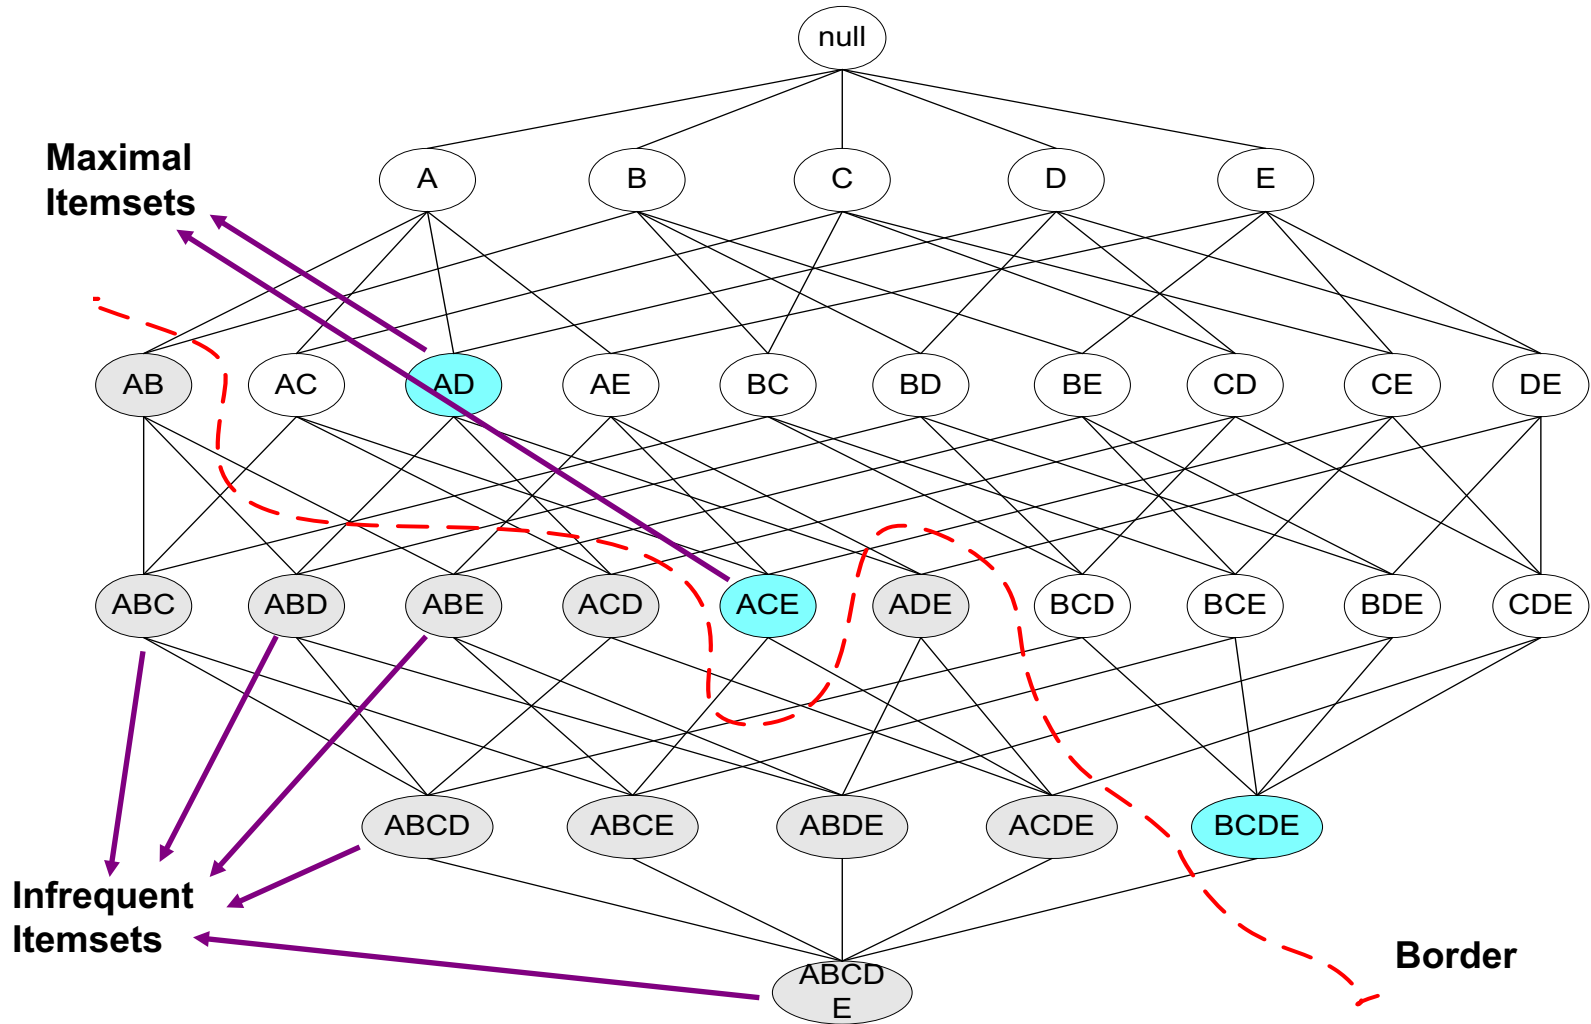 null
Maximal
Itemsets
A B C D E
AB AC AD AE BC BD BE CD CE DE
ABC ABD ABE ACD ACE ADE BCD BCE BDE CDE
ABCD ABCE ABDE ACDE BCDE
Infrequent
Itemsets
Border
ABCD
E